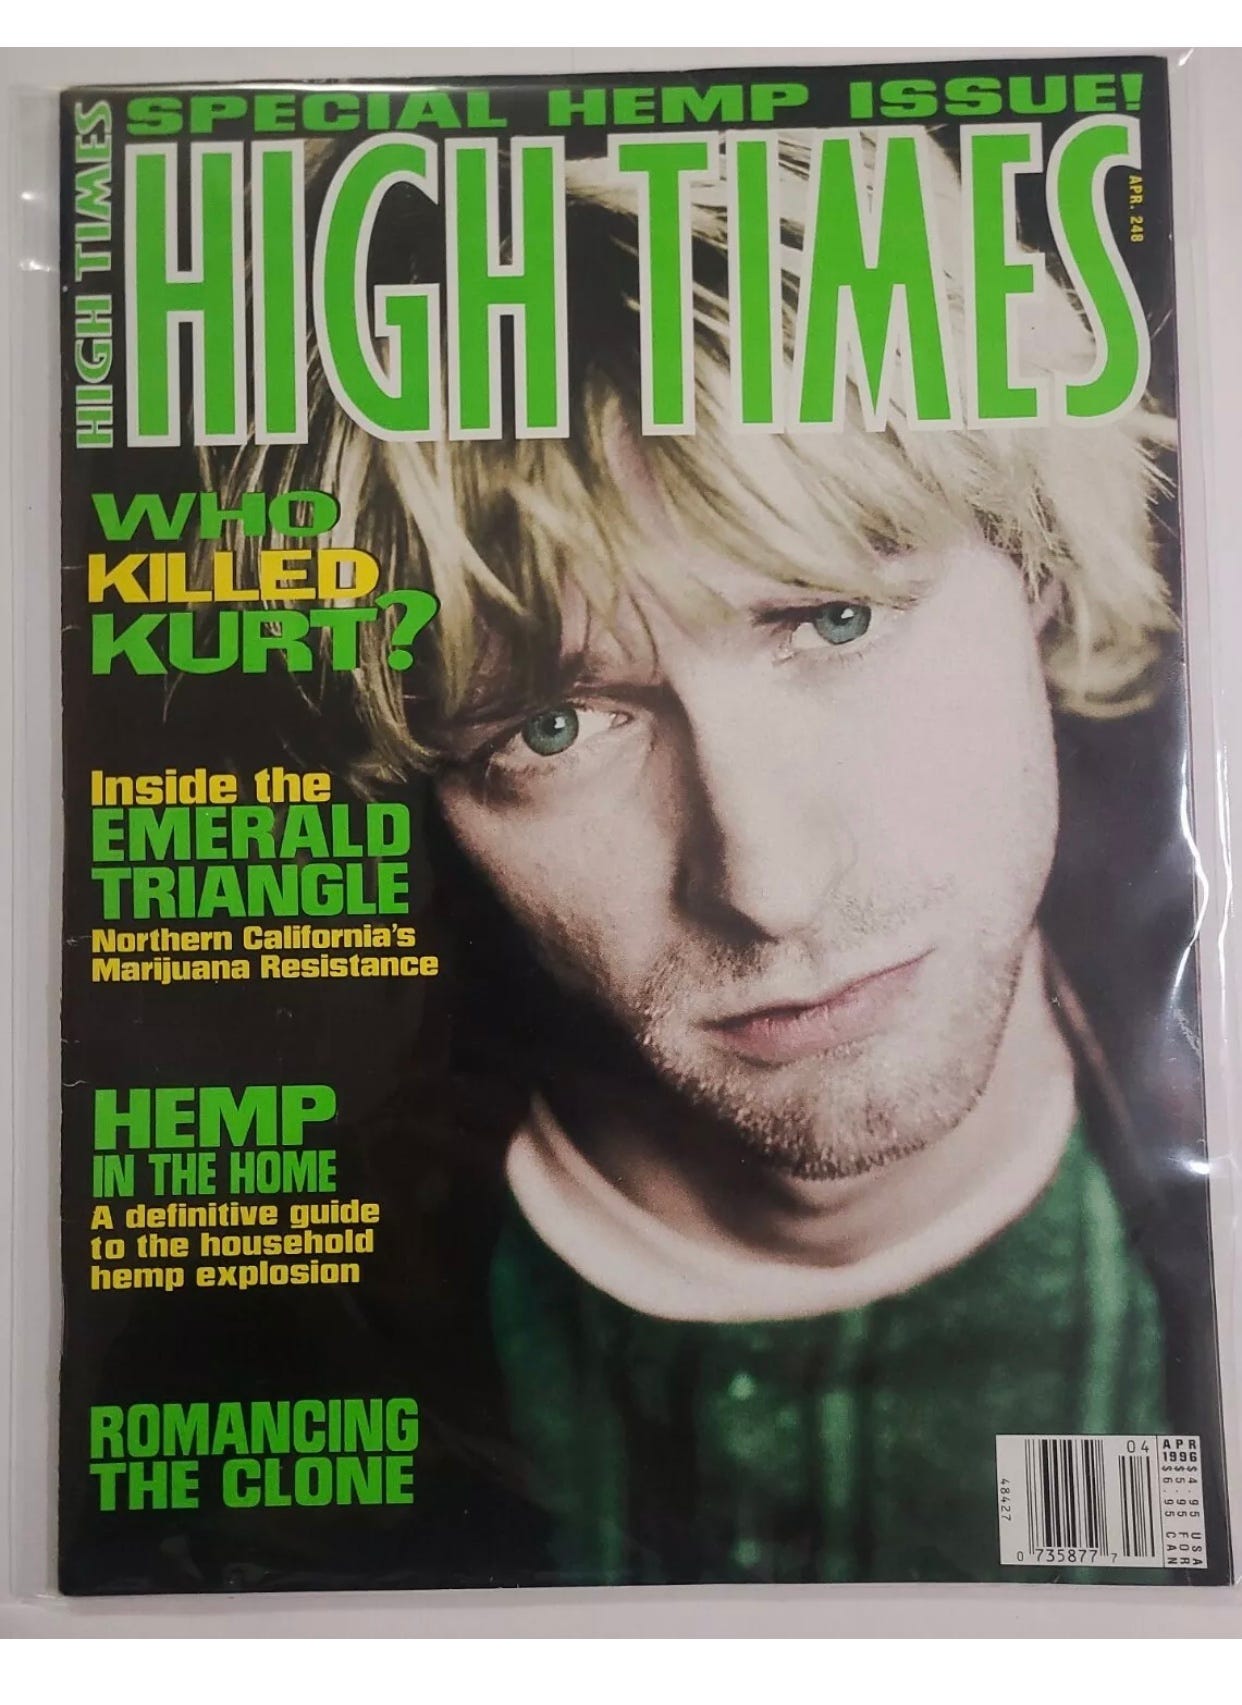 SPECIAL HEMP ISSUE!
HIGH TIMES
HIGH TIMES
APR. 248
WHO
KILLED
KURT?
Inside the
EMERALD
TRIANGLE
Northern California's
Marijuana Resistance
HEMP
IN THE HOME
A definitive guide
to the household
hemp explosion
ROMANCING
THE CLONE
04
APR
1996
$4.95 USA
$5.95 FOR
$6.95 CAN
48427
0 735877 7